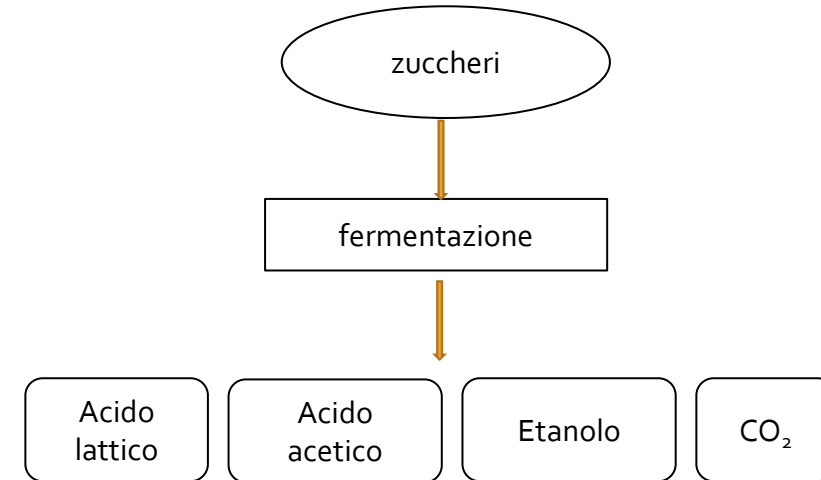 zuccheri
fermentazione
Acido
lattico
Acido
acetico
Etanolo
CO₂